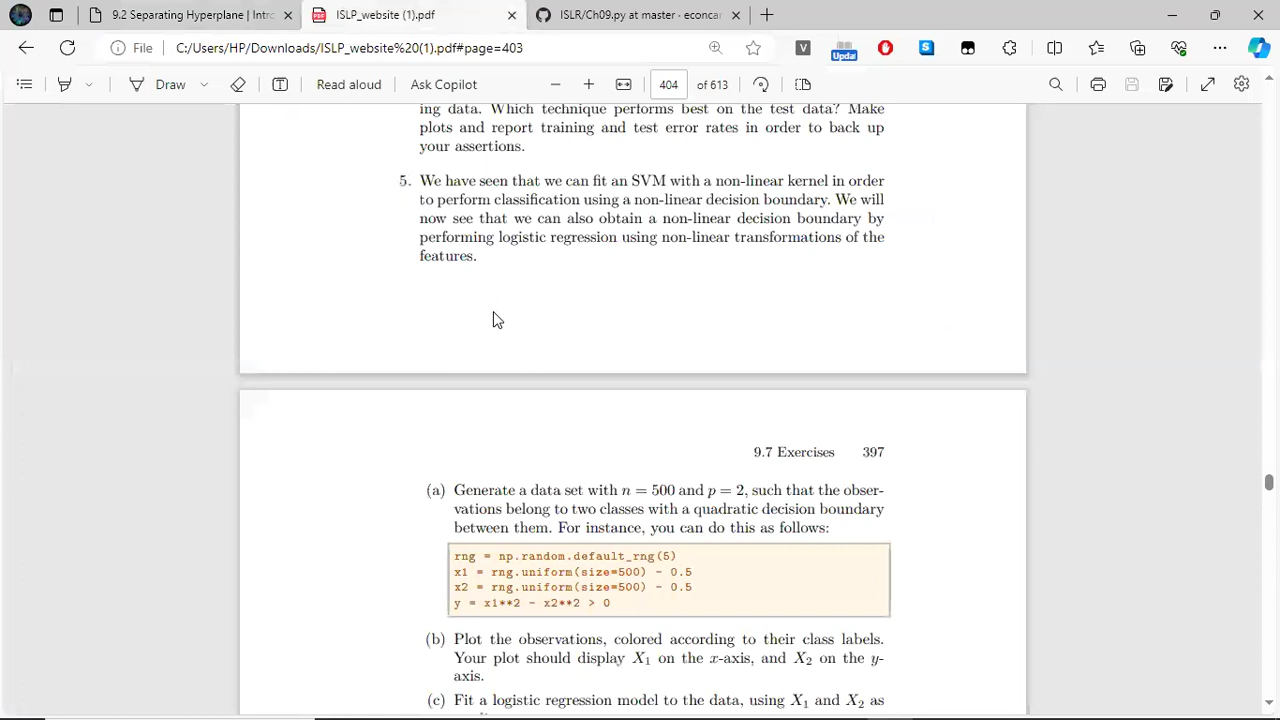 9.2 Separating Hyperplane | Intro
ISLP_website (1).pdf
ISLR/Ch09.py at master · econcar
File
C:/Users/HP/Downloads/ISLP_website%20(1).pdf#page=403
V
Updat
S
Draw
Read aloud
Ask Copilot
404 of 613
ing data. Which technique performs best on the test data? Make
plots and report training and test error rates in order to back up
your assertions.
5. We have seen that we can fit an SVM with a non-linear kernel in order
to perform classification using a non-linear decision boundary. We will
now see that we can also obtain a non-linear decision boundary by
performing logistic regression using non-linear transformations of the
features.
9.7 Exercises 397
(a) Generate a data set with n = 500 and p = 2, such that the obser-
vations belong to two classes with a quadratic decision boundary
between them. For instance, you can do this as follows:
rng = np.random.default_rng(5)
x1 = rng.uniform(size=500) - 0.5
x2 = rng.uniform(size=500) - 0.5
y = x1**2 - x2**2 > 0
(b) Plot the observations, colored according to their class labels.
Your plot should display X1 on the x-axis, and X2 on the y-
axis.
(c) Fit a logistic regression model to the data, using X1 and X2 as